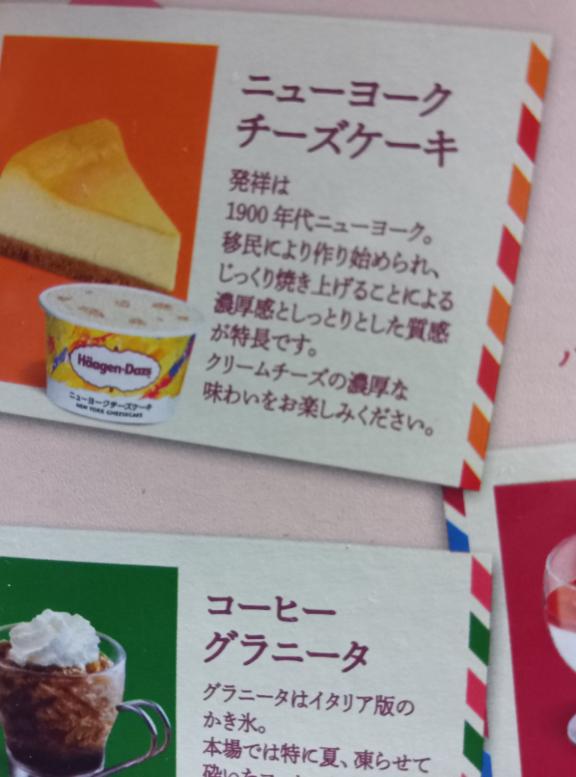 ニューヨーク
チーズケーキ
発祥は
1900年代ニューヨーク。
移民により作り始められ、
じっくり焼き上げることによる
濃厚感としっとりとした質感
が特長です。
クリームチーズの濃厚な
味わいをお楽しみください。
Häagen-Dazs
ニューヨークチーズケーキ
NEW YORK CHEESECAKE
コーヒー
グラニータ
グラニータはイタリア版の
かき氷。
本場では特に夏、凍らせて